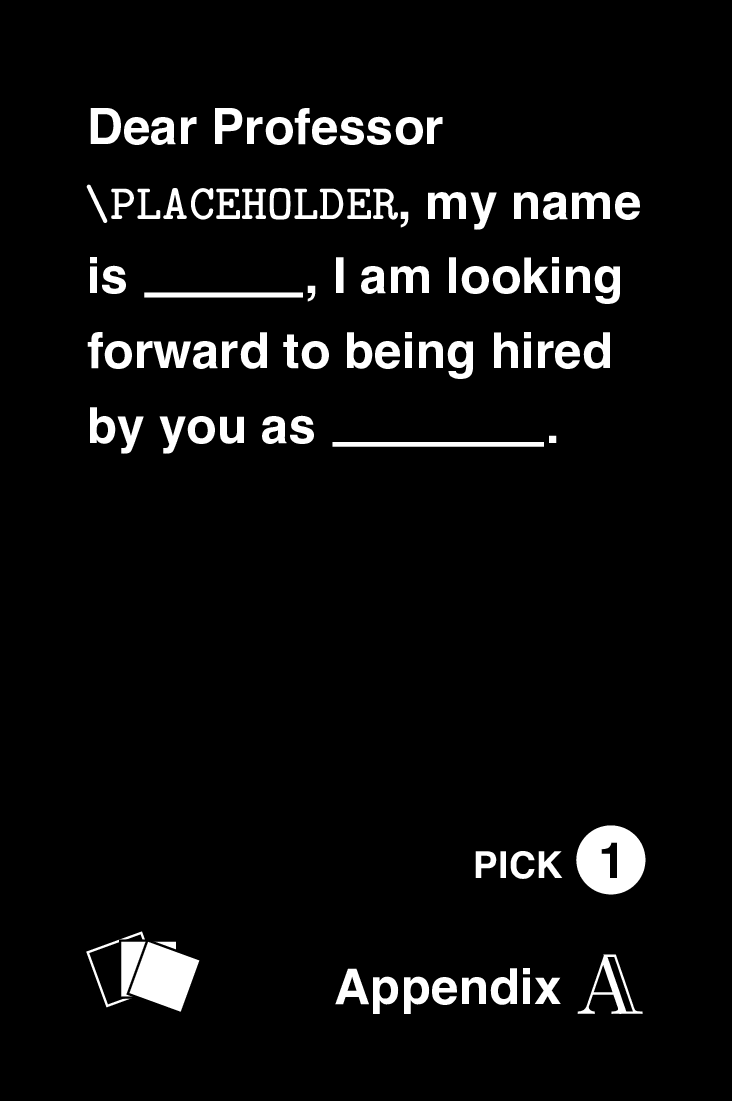 Dear Professor
\PLACEHOLDER, my name
is ______, I am looking
forward to being hired
by you as ________.
PICK 1
Appendix 𝔸